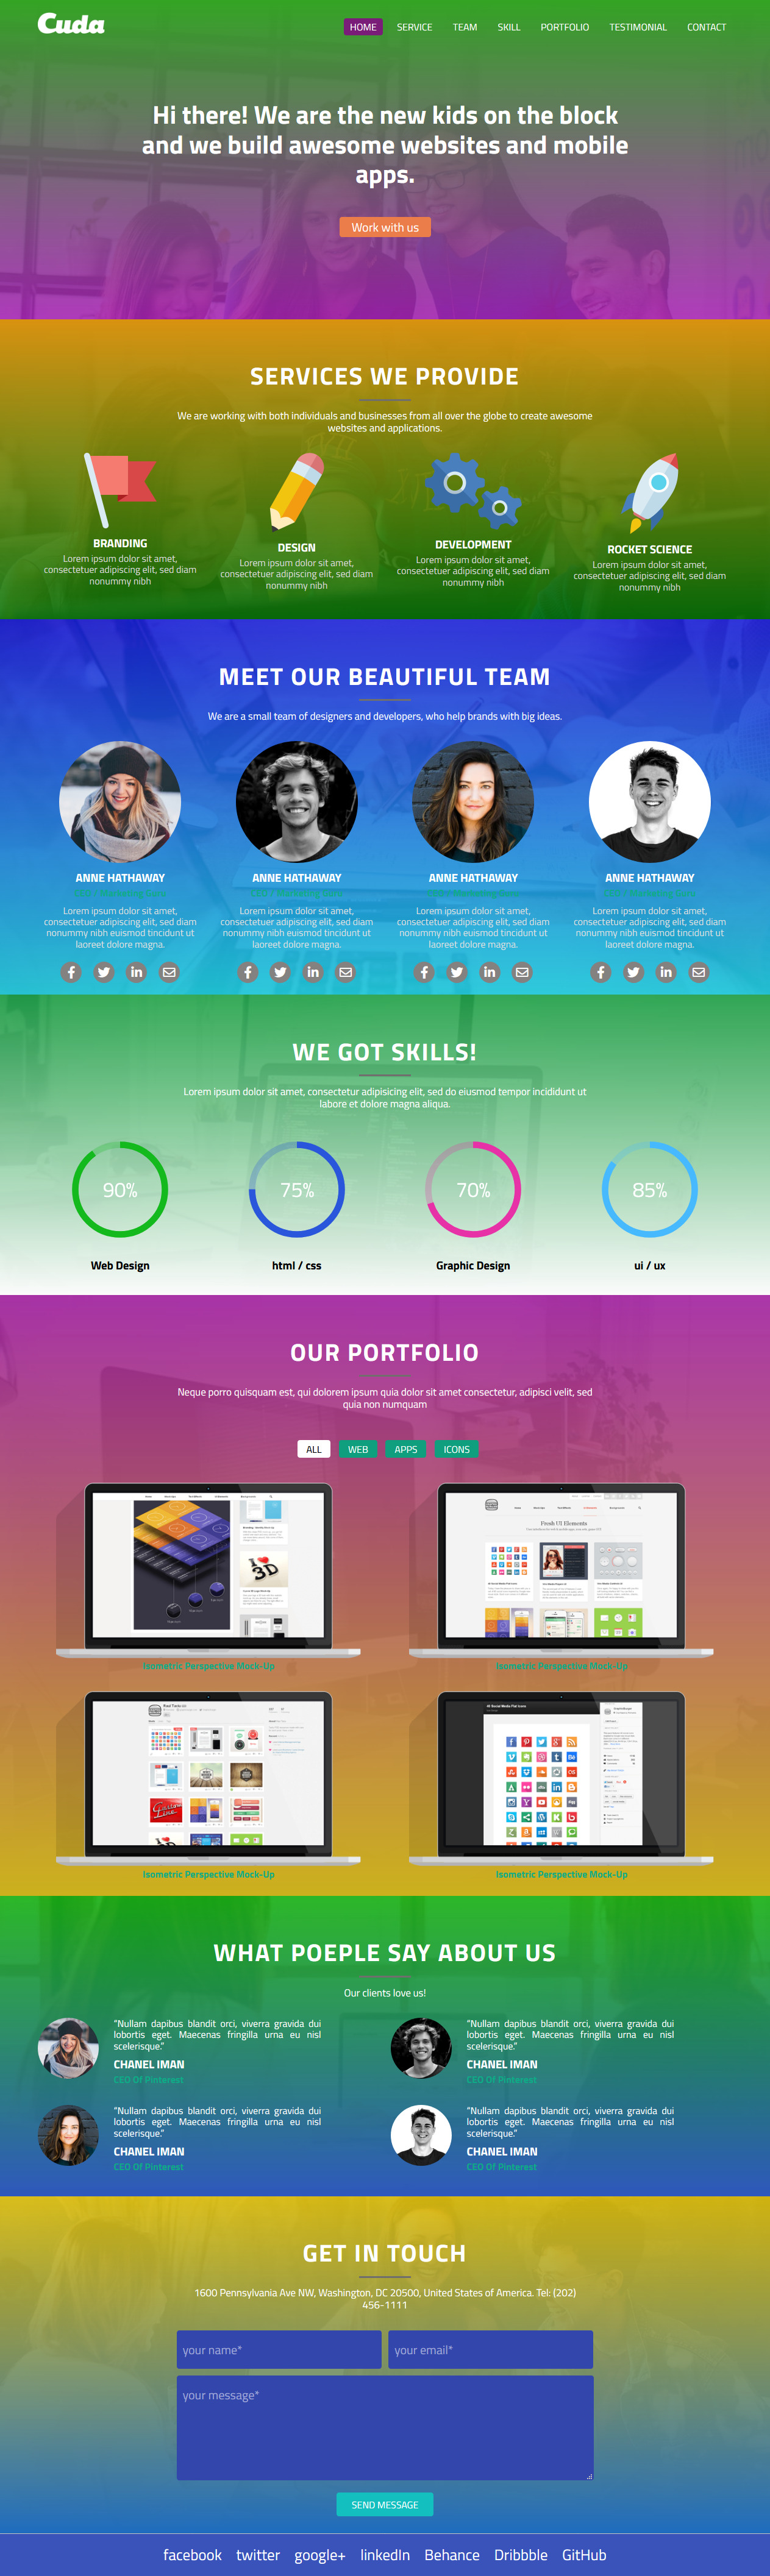 Cuda
HOME SERVICE TEAM SKILL PORTFOLIO TESTIMONIAL CONTACT
Hi there! We are the new kids on the block
and we build awesome websites and mobile
apps.
Work with us
SERVICES WE PROVIDE
We are working with both individuals and businesses from all over the globe to create awesome
websites and applications.
BRANDING
Lorem ipsum dolor sit amet,
consectetuer adipiscing elit, sed diam
nonummy nibh
DESIGN
Lorem ipsum dolor sit amet,
consectetuer adipiscing elit, sed diam
nonummy nibh
DEVELOPMENT
Lorem ipsum dolor sit amet,
consectetuer adipiscing elit, sed diam
nonummy nibh
ROCKET SCIENCE
Lorem ipsum dolor sit amet,
consectetuer adipiscing elit, sed diam
nonummy nibh
MEET OUR BEAUTIFUL TEAM
We are a small team of designers and developers, who help brands with big ideas.
ANNE HATHAWAY
CEO / Marketing Guru
Lorem ipsum dolor sit amet,
consectetuer adipiscing elit, sed diam
nonummy nibh euismod tincidunt ut
laoreet dolore magna.
ANNE HATHAWAY
CEO / Marketing Guru
Lorem ipsum dolor sit amet,
consectetuer adipiscing elit, sed diam
nonummy nibh euismod tincidunt ut
laoreet dolore magna.
ANNE HATHAWAY
CEO / Marketing Guru
Lorem ipsum dolor sit amet,
consectetuer adipiscing elit, sed diam
nonummy nibh euismod tincidunt ut
laoreet dolore magna.
ANNE HATHAWAY
CEO / Marketing Guru
Lorem ipsum dolor sit amet,
consectetuer adipiscing elit, sed diam
nonummy nibh euismod tincidunt ut
laoreet dolore magna.
WE GOT SKILLS!
Lorem ipsum dolor sit amet, consectetur adipisicing elit, sed do eiusmod tempor incididunt ut
labore et dolore magna aliqua.
90% 75% 70% 85%
Web Design html / css Graphic Design ui / ux
OUR PORTFOLIO
Neque porro quisquam est, qui dolorem ipsum quia dolor sit amet consectetur, adipisci velit, sed
quia non numquam
ALL WEB APPS ICONS
I 3D
Fresh UI Elements
Isometric Perspective Mock-Up
Isometric Perspective Mock-Up
Isometric Perspective Mock-Up
Isometric Perspective Mock-Up
WHAT POEPLE SAY ABOUT US
Our clients love us!
“Nullam dapibus blandit orci, viverra gravida dui
lobortis eget. Maecenas fringilla urna eu nisl
scelerisque.”
CHANEL IMAN
CEO Of Pinterest
“Nullam dapibus blandit orci, viverra gravida dui
lobortis eget. Maecenas fringilla urna eu nisl
scelerisque.”
CHANEL IMAN
CEO Of Pinterest
“Nullam dapibus blandit orci, viverra gravida dui
lobortis eget. Maecenas fringilla urna eu nisl
scelerisque.”
CHANEL IMAN
CEO Of Pinterest
“Nullam dapibus blandit orci, viverra gravida dui
lobortis eget. Maecenas fringilla urna eu nisl
scelerisque.”
CHANEL IMAN
CEO Of Pinterest
GET IN TOUCH
1600 Pennsylvania Ave NW, Washington, DC 20500, United States of America. Tel: (202)
456-1111
your name* your email*
your message*
SEND MESSAGE
facebook twitter google+ linkedIn Behance Dribbble GitHub